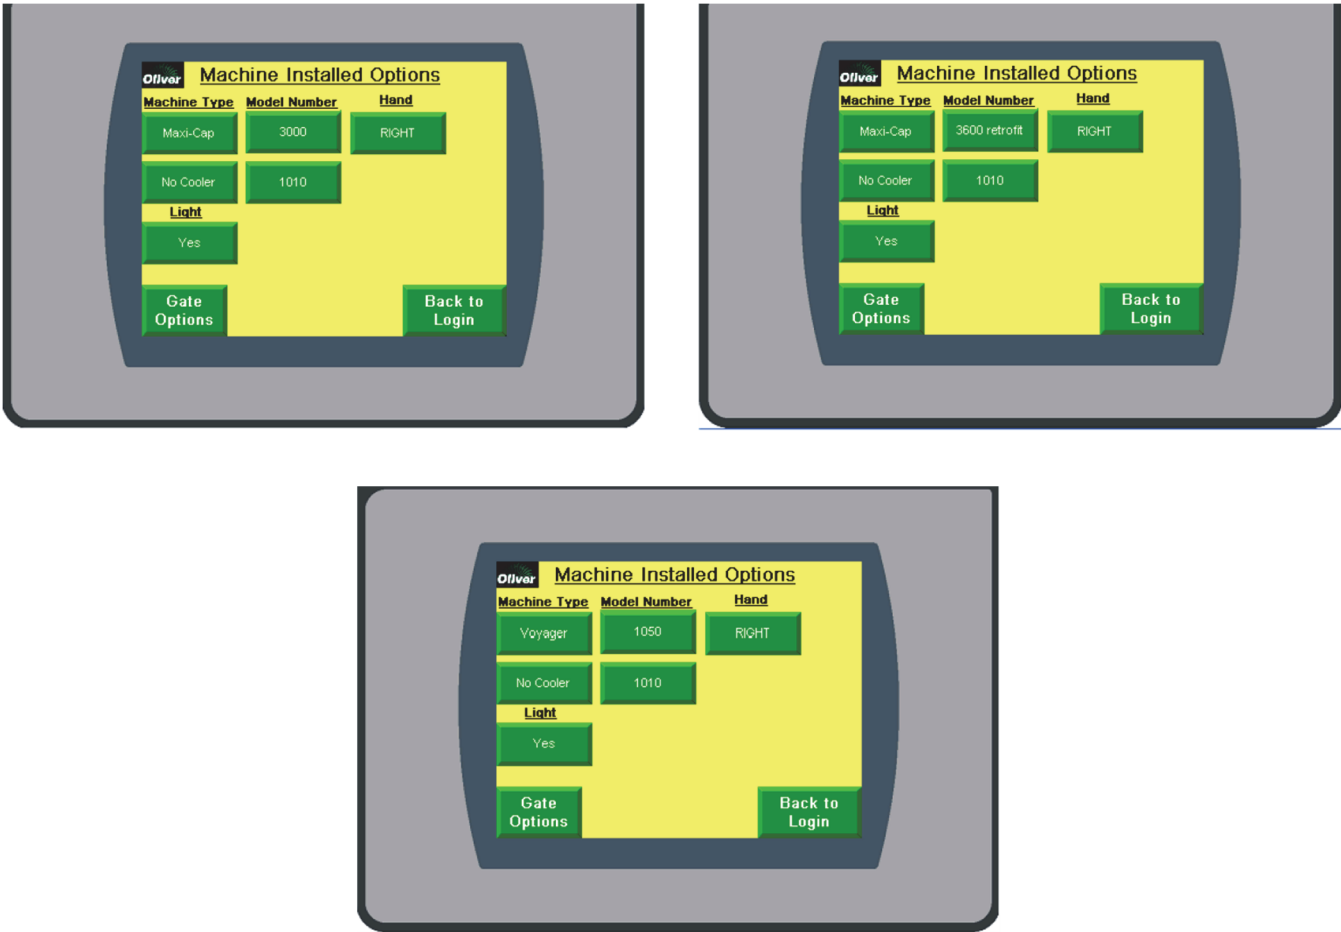 Oliver Machine Installed Options
Machine Type Model Number Hand
Maxi-Cap 3000 RIGHT
No Cooler 1010
Light
Yes
Gate Options Back to Login
Oliver Machine Installed Options
Machine Type Model Number Hand
Maxi-Cap 3600 retrofit RIGHT
No Cooler 1010
Light
Yes
Gate Options Back to Login
Oliver Machine Installed Options
Machine Type Model Number Hand
Voyager 1050 RIGHT
No Cooler 1010
Light
Yes
Gate Options Back to Login